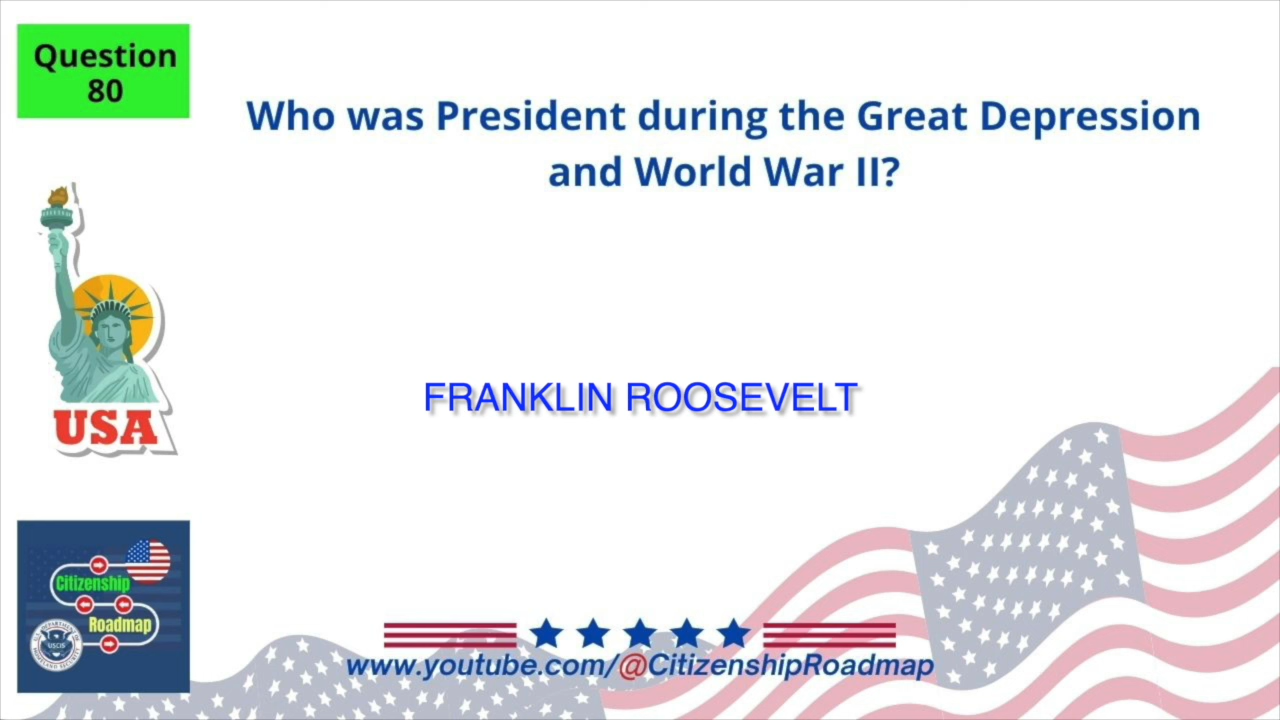 Question
80
Who was President during the Great Depression
and World War II?
USA
FRANKLIN ROOSEVELT
Citizenship
Roadmap
USCIS
www.youtube.com/@CitizenshipRoadmap